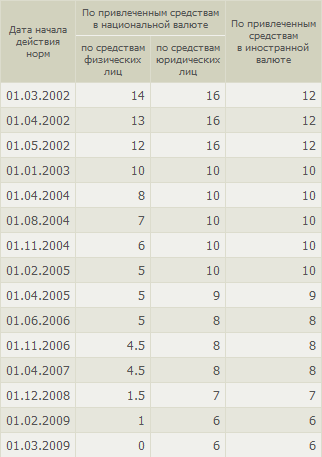 Дата начала
действия
норм
По привлеченным средствам
в национальной валюте
по средствам
физических
лиц
по средствам
юридических
лиц
По привлеченным
средствам
в иностранной
валюте
01.03.2002 14 16 12
01.04.2002 13 16 12
01.05.2002 12 16 12
01.01.2003 10 10 10
01.04.2004 8 10 10
01.08.2004 7 10 10
01.11.2004 6 10 10
01.02.2005 5 10 10
01.04.2005 5 9 9
01.06.2006 5 8 8
01.11.2006 4.5 8 8
01.04.2007 4.5 8 8
01.12.2008 1.5 7 7
01.02.2009 1 6 6
01.03.2009 0 6 6